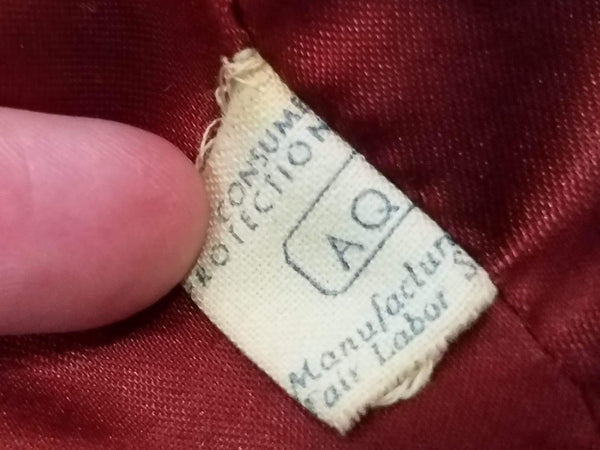 CONSUME
ROTECTION
AQ
Manufactur
Fair Labor S